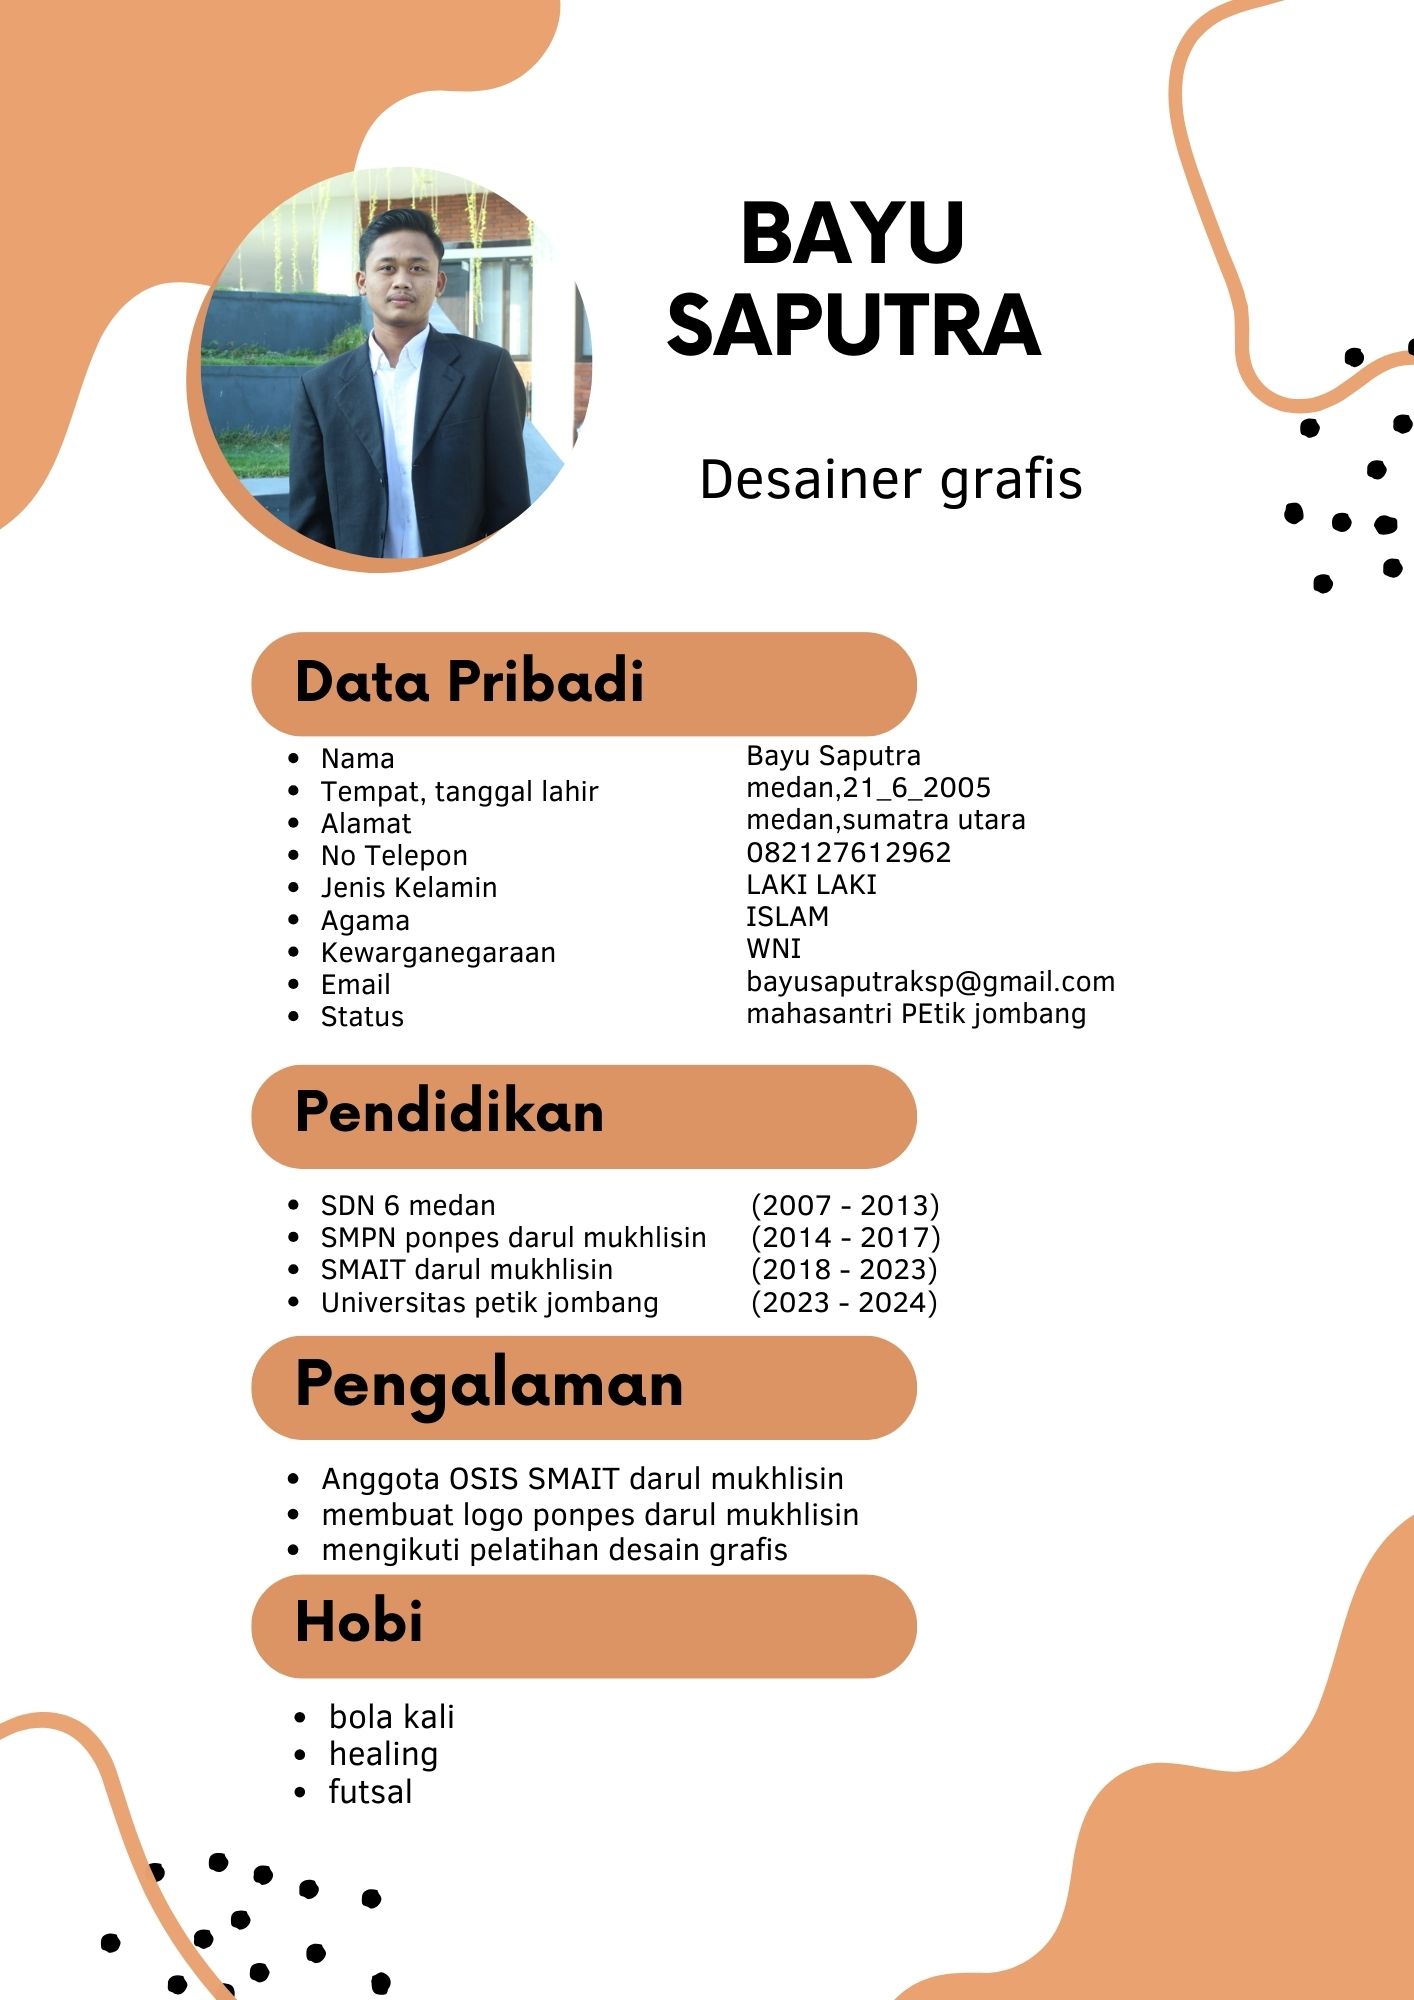 BAYU
SAPUTRA
Desainer grafis
Data Pribadi
Nama Bayu Saputra
Tempat, tanggal lahir medan,21_6_2005
Alamat medan,sumatra utara
No Telepon 082127612962
Jenis Kelamin LAKI LAKI
Agama ISLAM
Kewarganegaraan WNI
Email bayusaputraksp@gmail.com
Status mahasantri PEtik jombang
Pendidikan
SDN 6 medan (2007 - 2013)
SMPN ponpes darul mukhlisin (2014 - 2017)
SMAIT darul mukhlisin (2018 - 2023)
Universitas petik jombang (2023 - 2024)
Pengalaman
Anggota OSIS SMAIT darul mukhlisin
membuat logo ponpes darul mukhlisin
mengikuti pelatihan desain grafis
Hobi
bola kali
healing
futsal